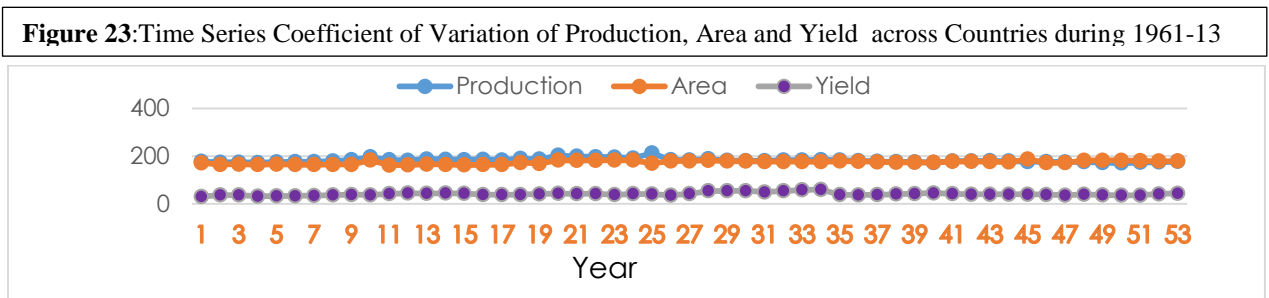 Figure 23:Time Series Coefficient of Variation of Production, Area and Yield across Countries during 1961-13
Production Area Yield
400
200
0
1 3 5 7 9 11 13 15 17 19 21 23 25 27 29 31 33 35 37 39 41 43 45 47 49 51 53
Year